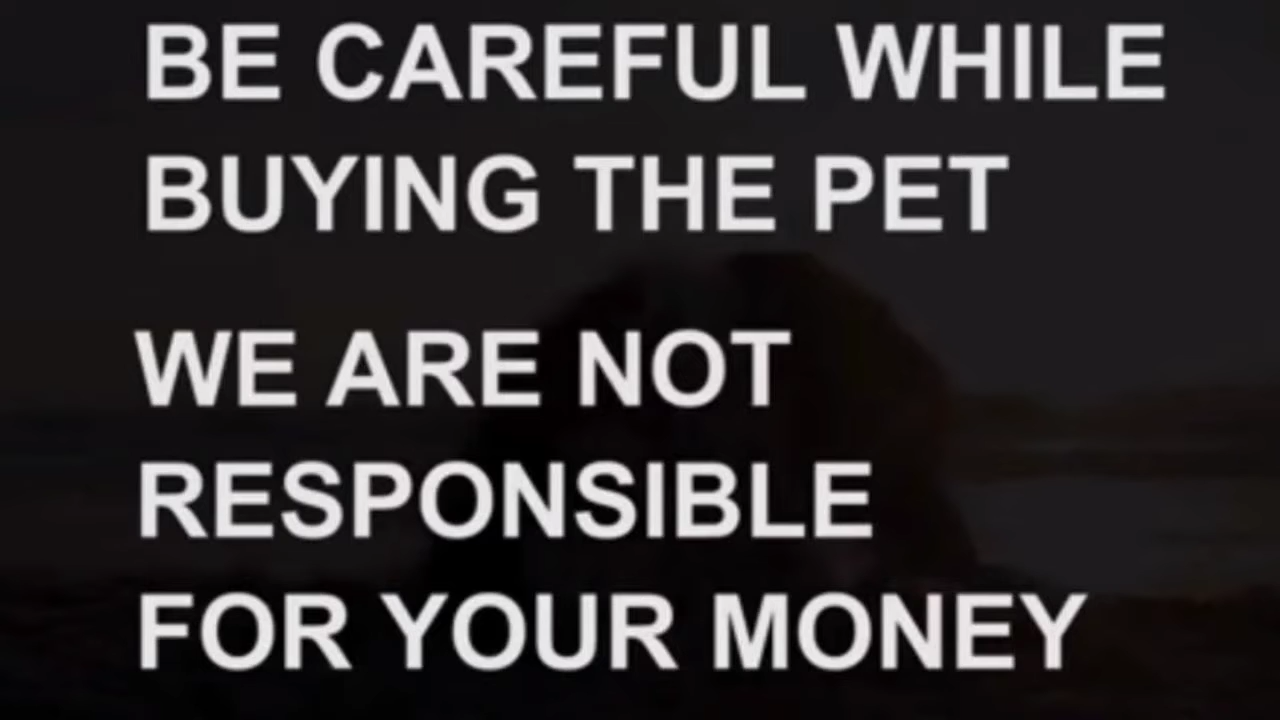 BE CAREFUL WHILE
BUYING THE PET
WE ARE NOT
RESPONSIBLE
FOR YOUR MONEY